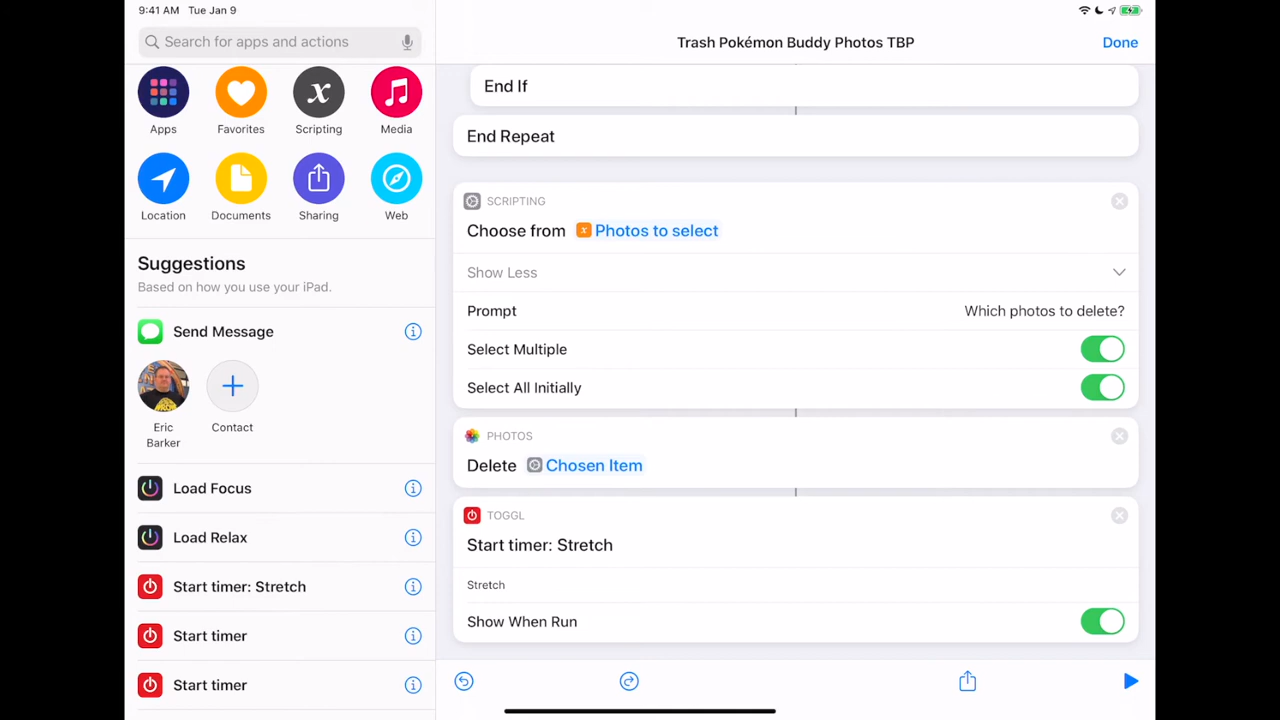 9:41 AM Tue Jan 9
Search for apps and actions
Apps
Favorites
Scripting
Media
Location
Documents
Sharing
Web
Suggestions
Based on how you use your iPad.
Send Message
Eric
Barker
Contact
Load Focus
Load Relax
Start timer: Stretch
Start timer
Start timer
Trash Pokémon Buddy Photos TBP
Done
End If
End Repeat
SCRIPTING
Choose from Photos to select
Show Less
Prompt Which photos to delete?
Select Multiple
Select All Initially
PHOTOS
Delete Chosen Item
TOGGL
Start timer: Stretch
Stretch
Show When Run